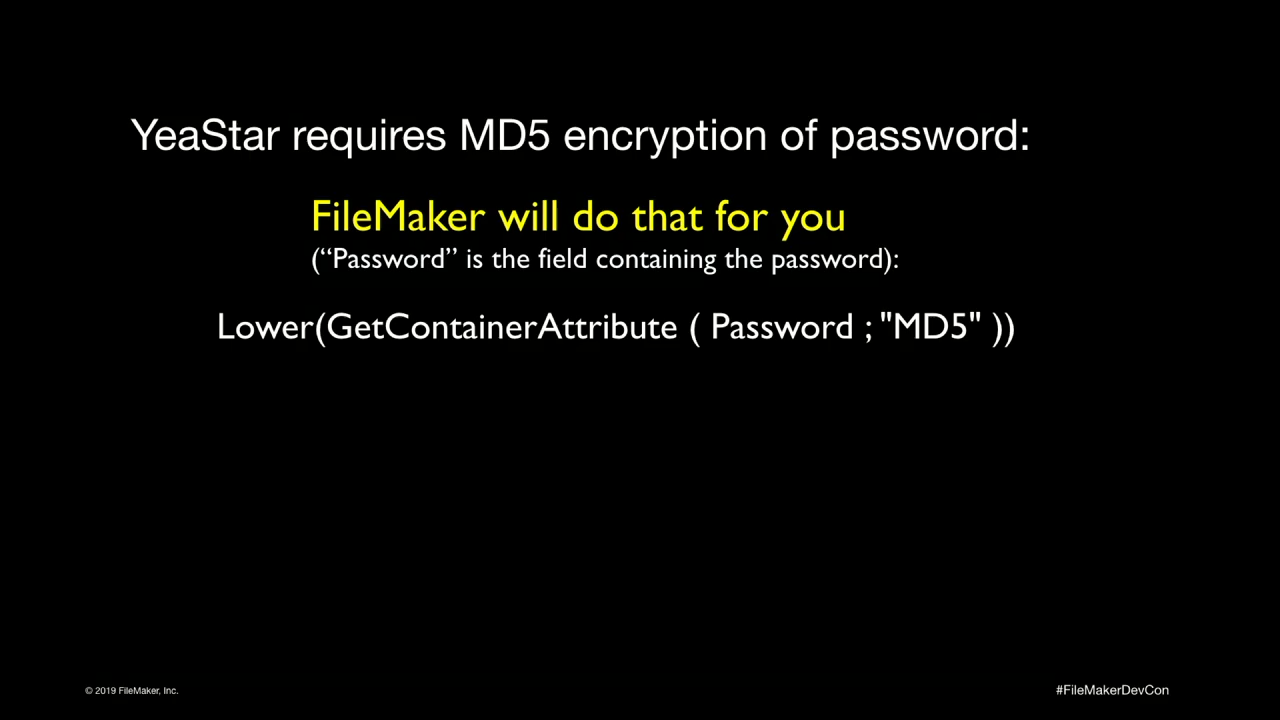 YeaStar requires MD5 encryption of password:
FileMaker will do that for you
(“Password” is the field containing the password):
Lower(GetContainerAttribute ( Password ; "MD5" ))
© 2019 FileMaker, Inc.
#FileMakerDevCon